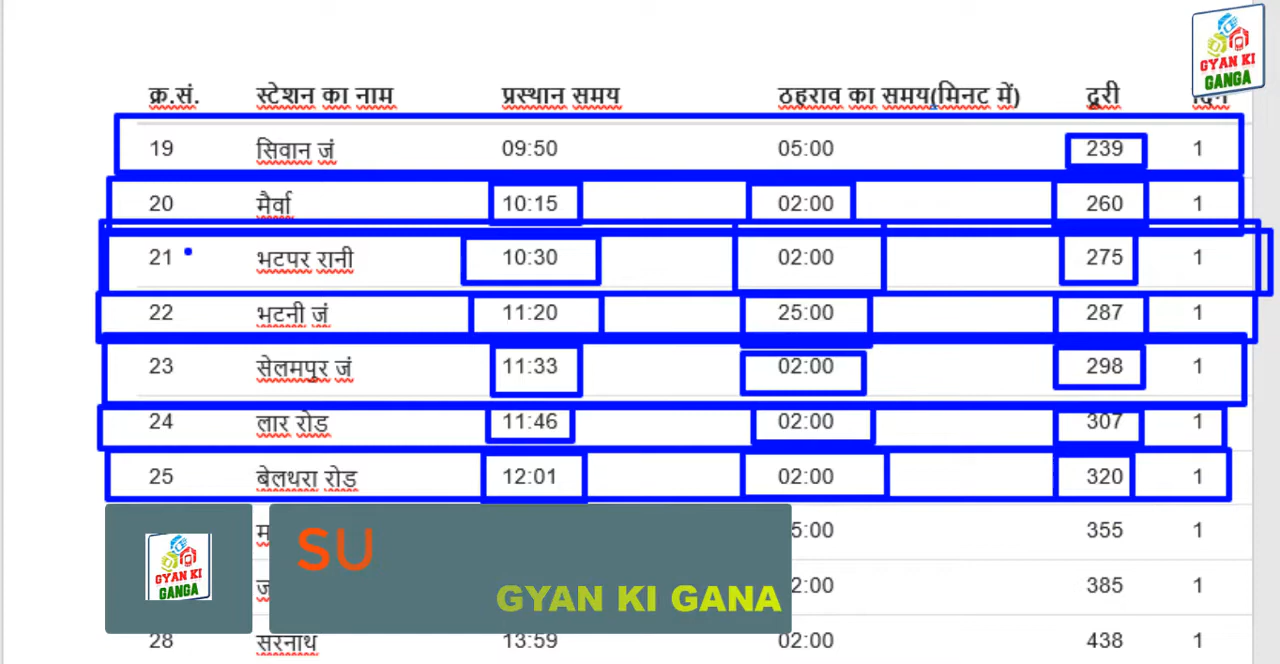 GYAN KI
GANGA
क्र.सं. स्टेशन का नाम प्रस्थान समय ठहराव का समय(मिनट में) दूरी दिन
19 सिवान जं 09:50 05:00 239 1
20 मैर्वा 10:15 02:00 260 1
21 भटपर रानी 10:30 02:00 275 1
22 भटनी जं 11:20 25:00 287 1
23 सेलमपुर जं 11:33 02:00 298 1
24 लार रोड 11:46 02:00 307 1
25 बेलथरा रोड 12:01 02:00 320 1
5:00 355 1
2:00 385 1
28 सरनाथ 13:59 02:00 438 1
GYAN KI
GANGA
SU
GYAN KI GANA